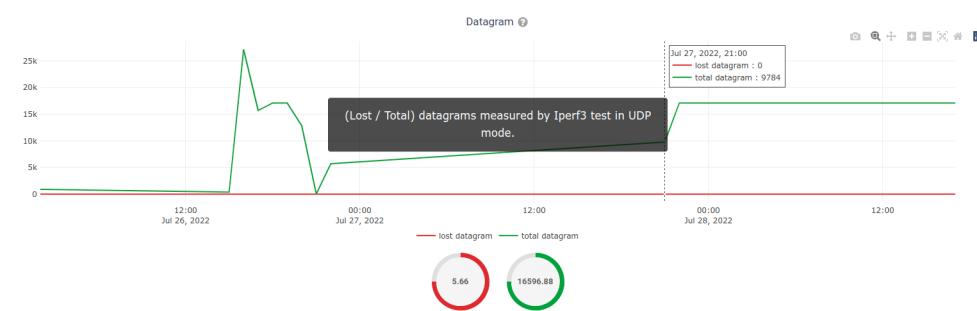 Datagram
Jul 27, 2022, 21:00
lost datagram : 0
total datagram : 9784
25k
20k
15k
10k
5k
0
(Lost / Total) datagrams measured by Iperf3 test in UDP
mode.
12:00
Jul 26, 2022
00:00
Jul 27, 2022
12:00
00:00
Jul 28, 2022
12:00
lost datagram
total datagram
5.66
16596.88